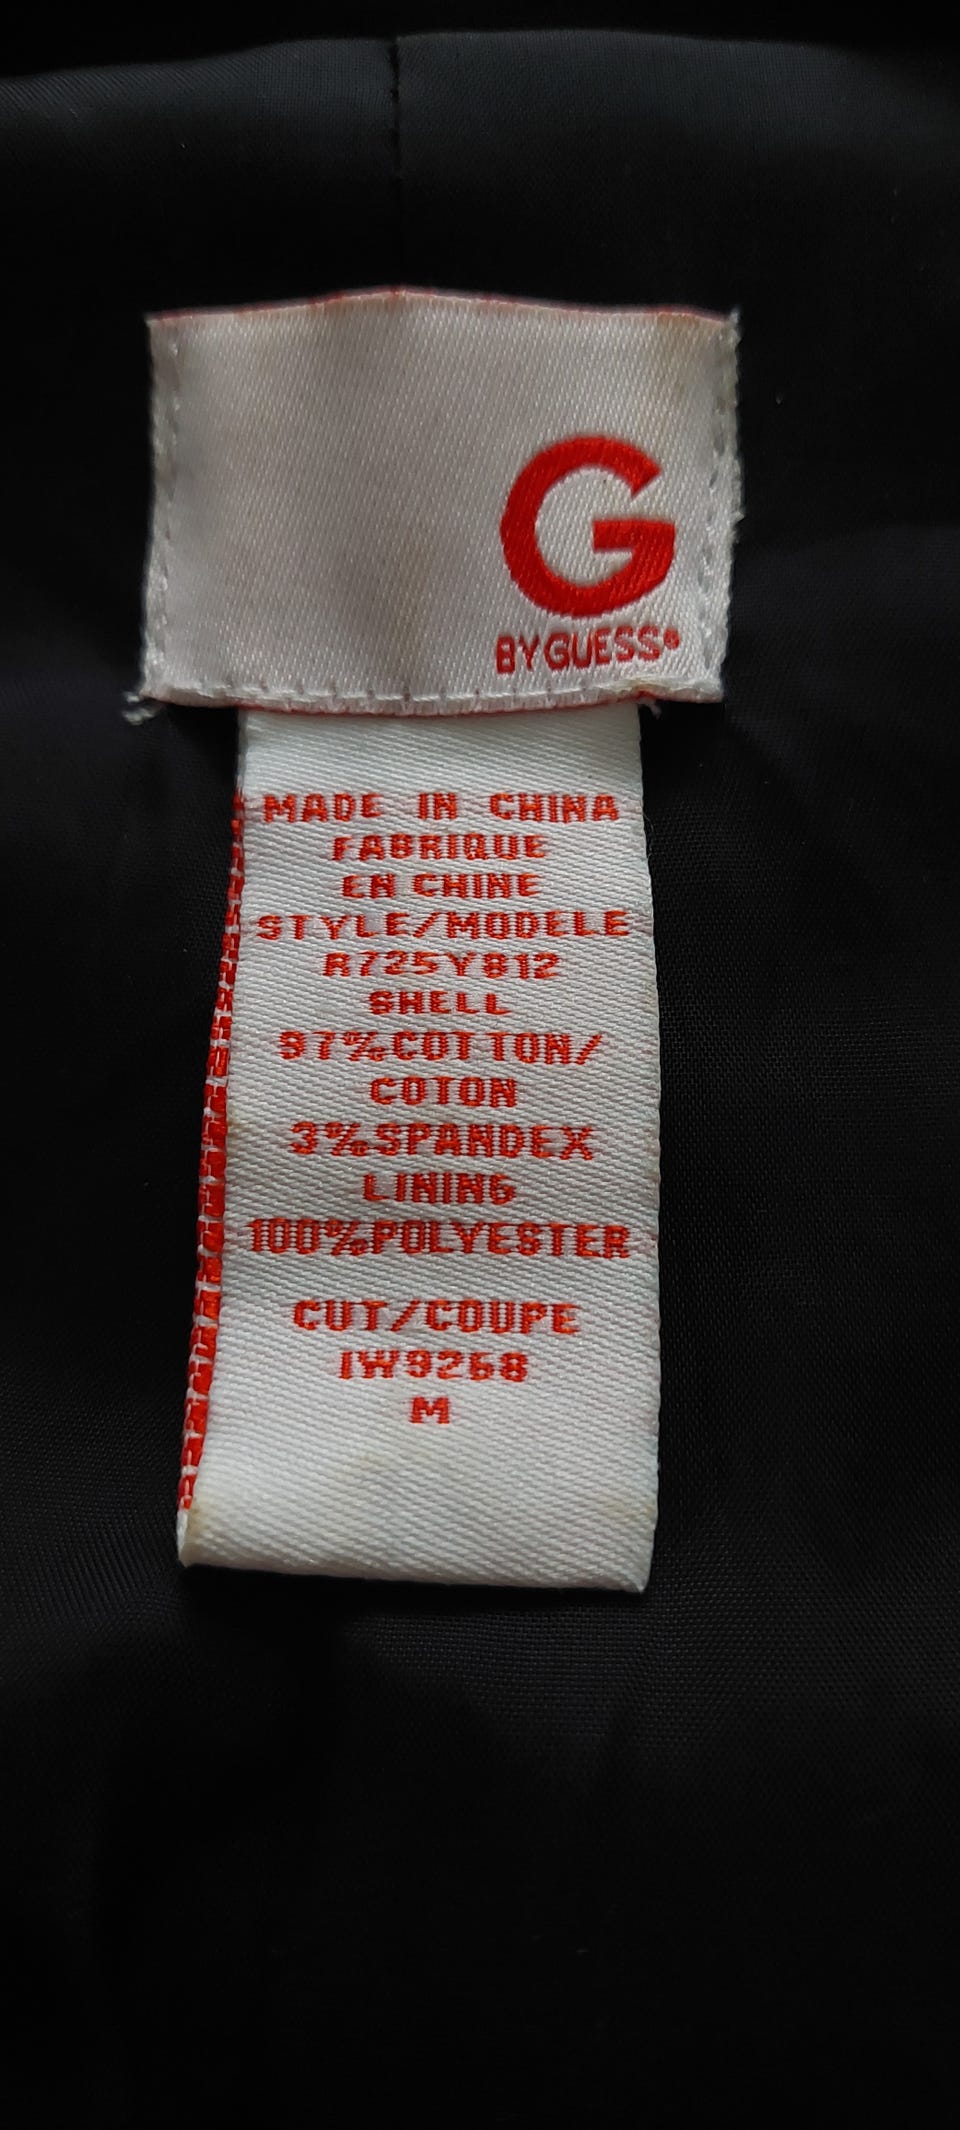 G
BY GUESS®
MADE IN CHINA
FABRIQUE
EN CHINE
STYLE/MODELE
R725Y812
SHELL
97%COTTON/
COTON
3%SPANDEX
LINING
100%POLYESTER
CUT/COUPE
IW9268
M